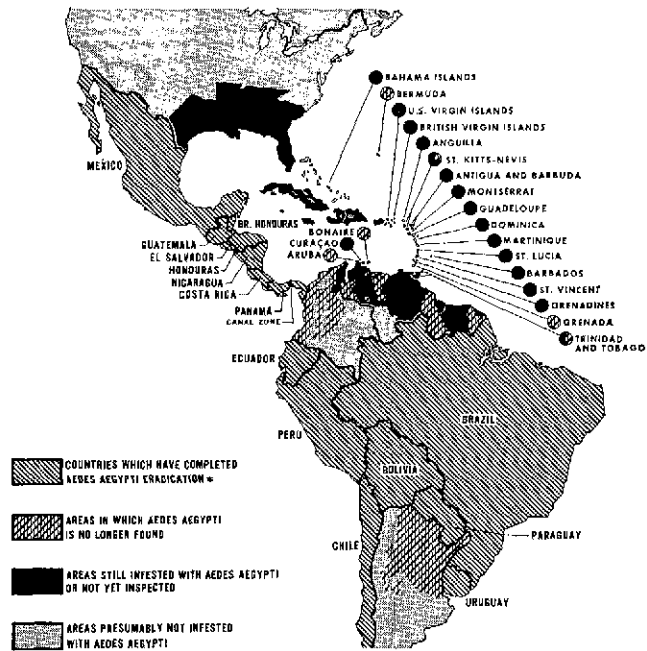 BAHAMA ISLANDS
BERMUDA
U.S. VIRGIN ISLANDS
BRITISH VIRGIN ISLANDS
ANGUILLA
ST. KITTS-NEVIS
ANTIGUA AND BARBUDA
MONTSERRAT
GUADELOUPE
DOMINICA
MARTINIQUE
ST. LUCIA
BARBADOS
ST. VINCENT
GRENADINES
GRENADA
TRINIDAD
AND TOBAGO
MEXICO
BR. HONDURAS
BONAIRE
CURAÇAO
ARUBA
GUATEMALA
EL SALVADOR
HONDURAS
NICARAGUA
COSTA RICA
PANAMÁ
CANAL ZONE
ECUADOR
PERU
BRAZIL
BOLIVIA
CHILE
PARAGUAY
URUGUAY
COUNTRIES WHICH HAVE COMPLETED
AEDES AEGYPTI ERADICATION *
AREAS IN WHICH AEDES AEGYPTI
IS NO LONGER FOUND
AREAS STILL INFESTED WITH AEDES AEGYPTI
OR NOT YET INSPECTED
AREAS PRESUMABLY NOT INFESTED
WITH AEDES AEGYPTI